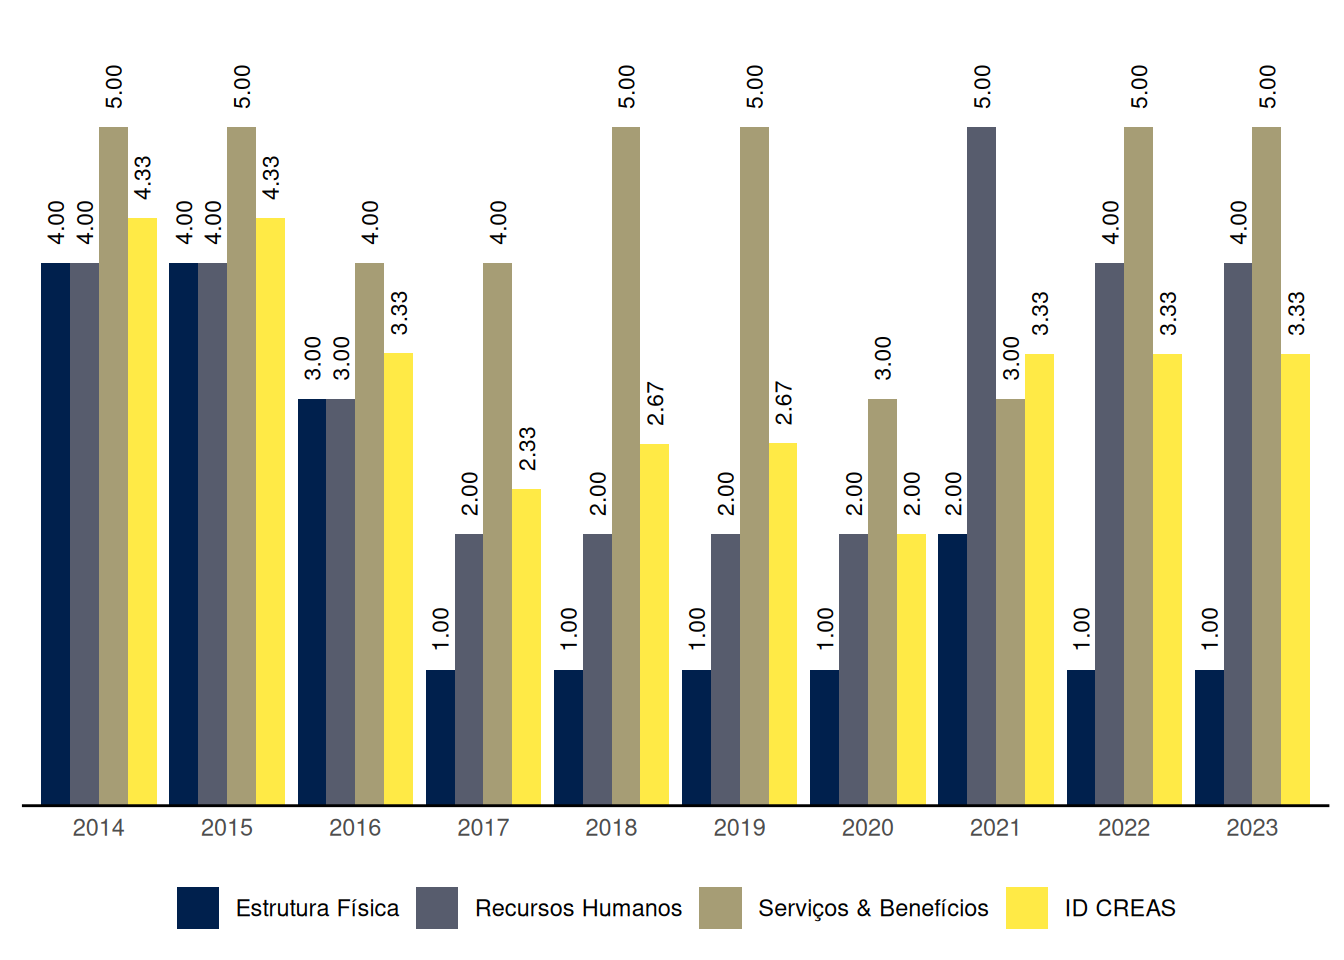 4.00 4.00 5.00 4.33
4.00 4.00 5.00 4.33
3.00 3.00 4.00 3.33
1.00 2.00 4.00 2.33
1.00 2.00 5.00 2.67
1.00 2.00 5.00 2.67
1.00 2.00 3.00 2.00
2.00 5.00 3.00 3.33
1.00 4.00 5.00 3.33
1.00 4.00 5.00 3.33
2014 2015 2016 2017 2018 2019 2020 2021 2022 2023
Estrutura Física Recursos Humanos Serviços & Benefícios ID CREAS